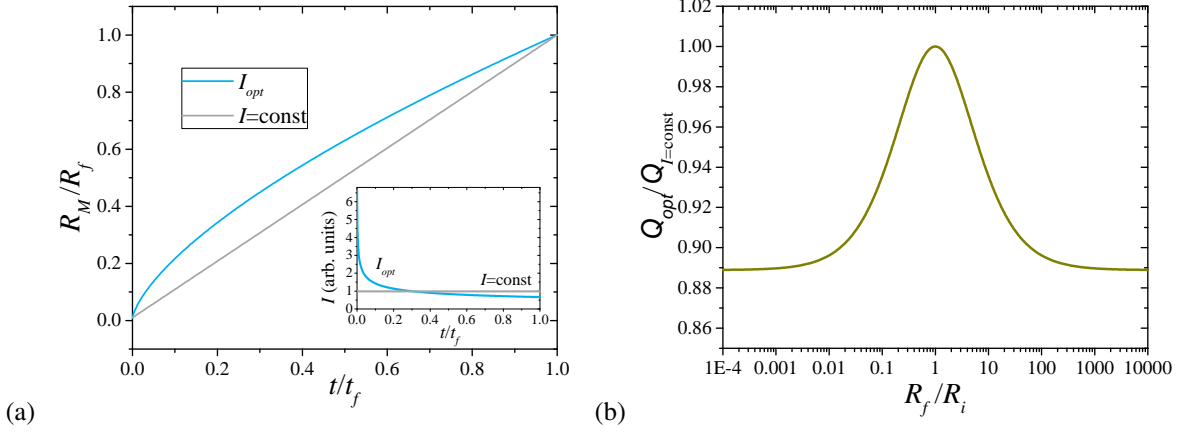 R_M/R_f
1.0
0.8
0.6
0.4
0.2
0.0
I_opt
I=const
I (arb. units)
6
5
4
3
2
1
0
I_opt
I=const
0.0 0.2 0.4 0.6 0.8 1.0
t/t_f
0.0 0.2 0.4 0.6 0.8 1.0
t/t_f
(a)
Q_opt/Q_I=const
1.02
1.00
0.98
0.96
0.94
0.92
0.90
0.88
0.86
1E-4 0.001 0.01 0.1 1 10 100 1000 10000
R_f/R_i
(b)